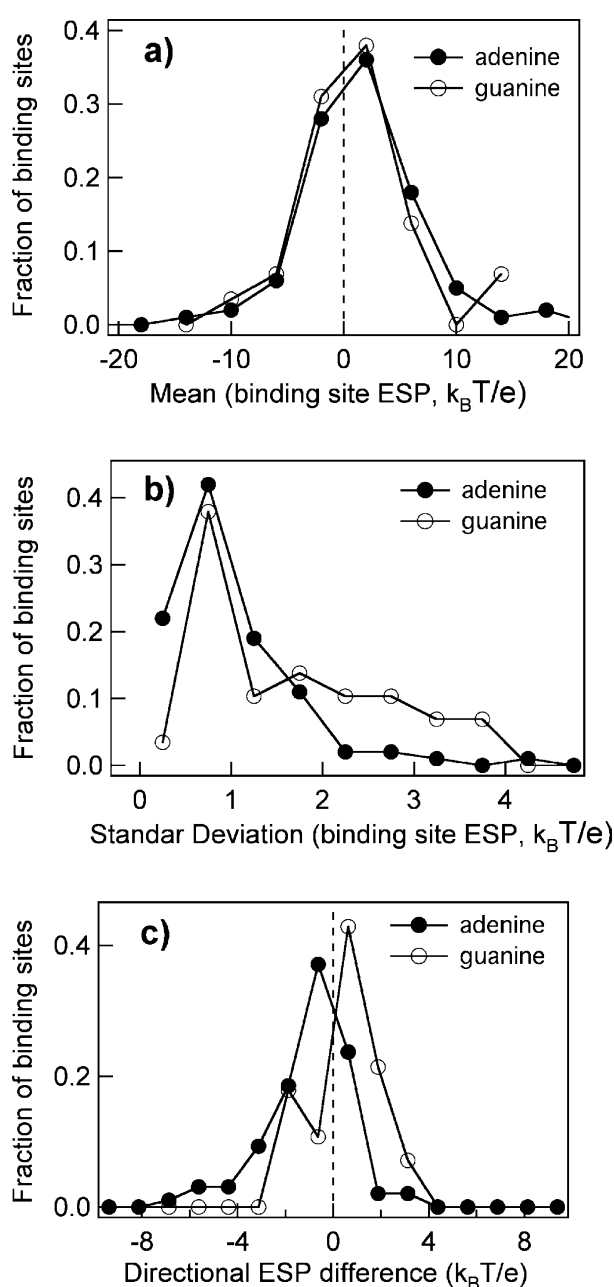 a)
adenine
guanine
Fraction of binding sites
0.4
0.3
0.2
0.1
0.0
-20 -10 0 10 20
Mean (binding site ESP, kBT/e)
b)
adenine
guanine
Fraction of binding sites
0.4
0.3
0.2
0.1
0.0
0 1 2 3 4
Standar Deviation (binding site ESP, kBT/e)
c)
adenine
guanine
Fraction of binding sites
0.4
0.2
0.0
-8 -4 0 4 8
Directional ESP difference (kBT/e)